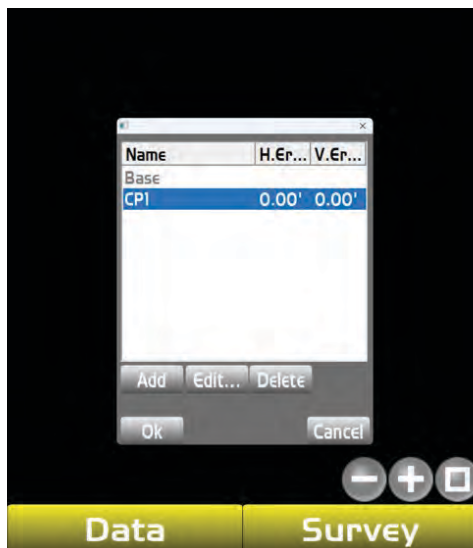 Name H.Er... V.Er...
Base
CP1 0.00' 0.00'
Add Edit... Delete
Ok Cancel
Data Survey